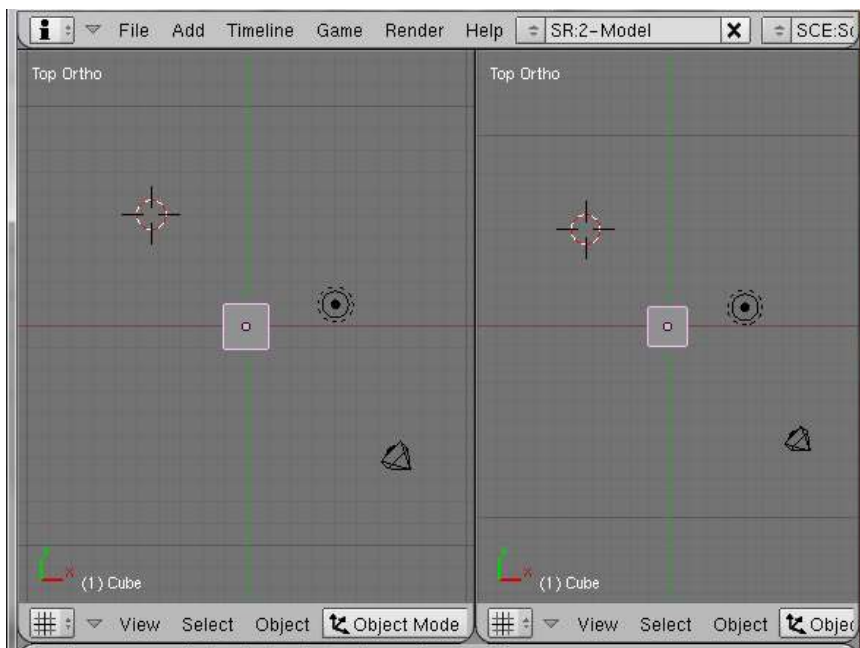 File Add Timeline Game Render Help SR:2-Model X SCE:Sc
Top Ortho Top Ortho
x x
(1) Cube (1) Cube
View Select Object Object Mode View Select Object Objec